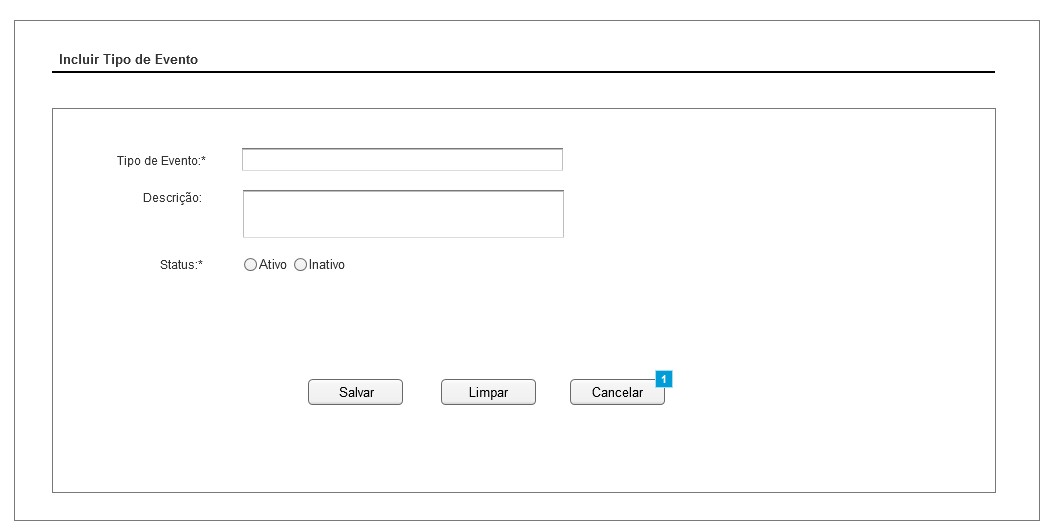 Incluir Tipo de Evento
Tipo de Evento:*
Descrição:
Status:* Ativo Inativo
Salvar Limpar Cancelar 1